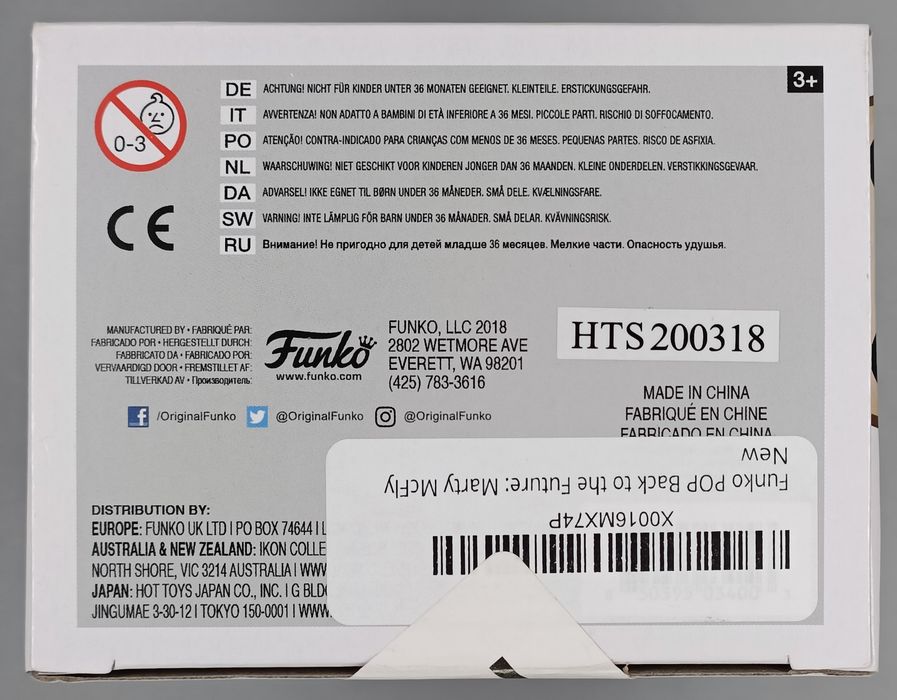 3+
0-3
DE ACHTUNG! NICHT FÜR KINDER UNTER 36 MONATEN GEEIGNET. KLEINTEILE. ERSTICKUNGSGEFAHR.
IT AVVERTENZA! NON ADATTO A BAMBINI DI ETÀ INFERIORE A 36 MESI. PICCOLE PARTI. RISCHIO DI SOFFOCAMENTO.
PO ATENÇÃO! CONTRA-INDICADO PARA CRIANÇAS COM MENOS DE 36 MESES. PEQUENAS PARTES. RISCO DE ASFIXIA.
NL WAARSCHUWING! NIET GESCHIKT VOOR KINDEREN JONGER DAN 36 MAANDEN. KLEINE ONDERDELEN. VERSTIKKINGSGEVAAR.
DA ADVARSEL! IKKE EGNET TIL BØRN UNDER 36 MÅNEDER. SMÅ DELE. KVÆLNINGSFARE.
SW VARNING! INTE LÄMPLIG FÖR BARN UNDER 36 MÅNADER. SMÅ DELAR. KVÄVNINGSRISK.
RU Внимание! Не пригодно для детей младше 36 месяцев. Мелкие части. Опасность удушья.
CE
MANUFACTURED BY • FABRIQUÉ PAR:
FABRICADO POR • HERGESTELLT DURCH:
FABBRICATO DA • FABRICADO POR:
VERVAARDIGD DOOR • FREMSTILLET AF:
TILLVERKAD AV • Производитель:
Funko
www.funko.com
FUNKO, LLC 2018
2802 WETMORE AVE
EVERETT, WA 98201
(425) 783-3616
HTS200318
MADE IN CHINA
FABRIQUÉ EN CHINE
FABRICADO EN CHINA
/OriginalFunko @OriginalFunko @OriginalFunko
Funko POP Back to the Future: Marty McFly
New
X0016MX74P
DISTRIBUTION BY:
EUROPE: FUNKO UK LTD I PO BOX 74644 I L
AUSTRALIA & NEW ZEALAND: IKON COLLE
NORTH SHORE, VIC 3214 AUSTRALIA I WWW
JAPAN: HOT TOYS JAPAN CO., INC. I G BLDG
JINGUMAE 3-30-12 I TOKYO 150-0001 I WWW.